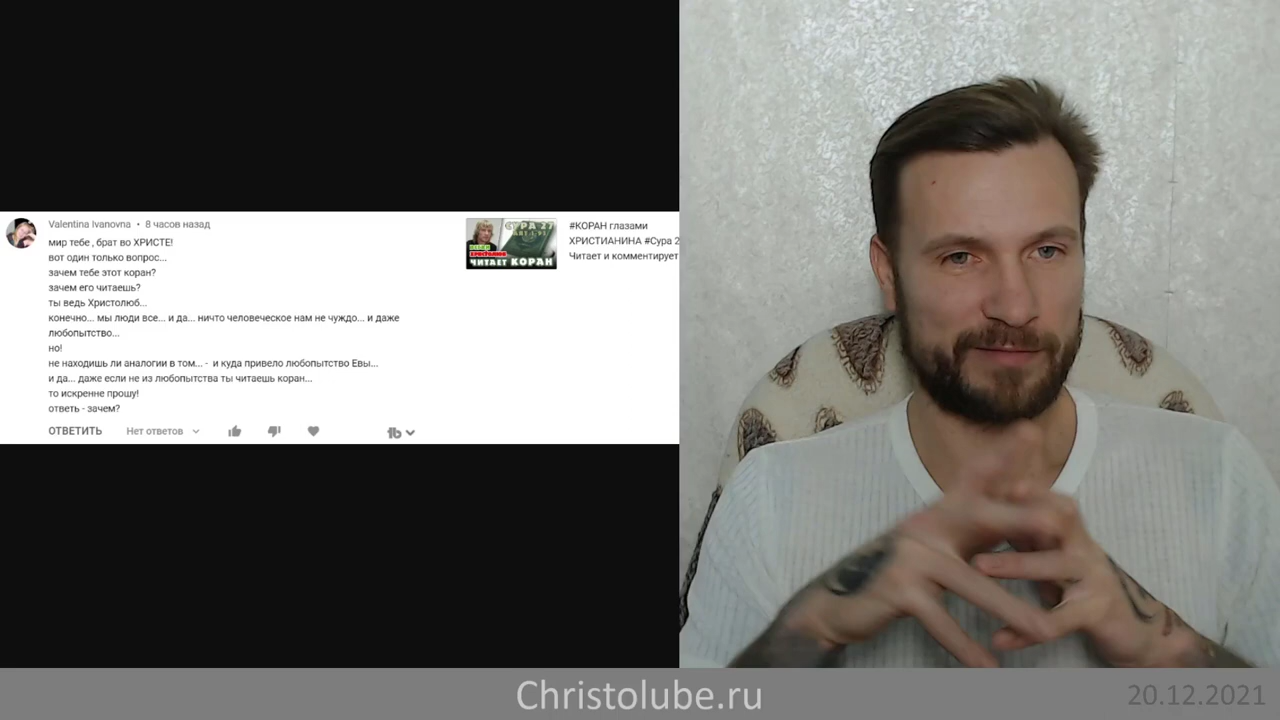 Valentina Ivanovna • 8 часов назад
мир тебе , брат во ХРИСТЕ!
вот один только вопрос...
зачем тебе этот коран?
зачем его читаешь?
ты ведь Христолюб...
конечно... мы люди все... и да... ничто человеческое нам не чуждо... и даже
любопытство...
но!
не находишь ли аналогии в том... - и куда привело любопытство Евы...
и да... даже если не из любопытства ты читаешь коран...
то искренне прошу!
ответь - зачем?
ОТВЕТИТЬ Нет ответов
СУРА 27
ЧИТАЕТ КОРАН
#КОРАН глазами
ХРИСТИАНИНА #Сура 2
Читает и комментирует
Christolube.ru
20.12.2021